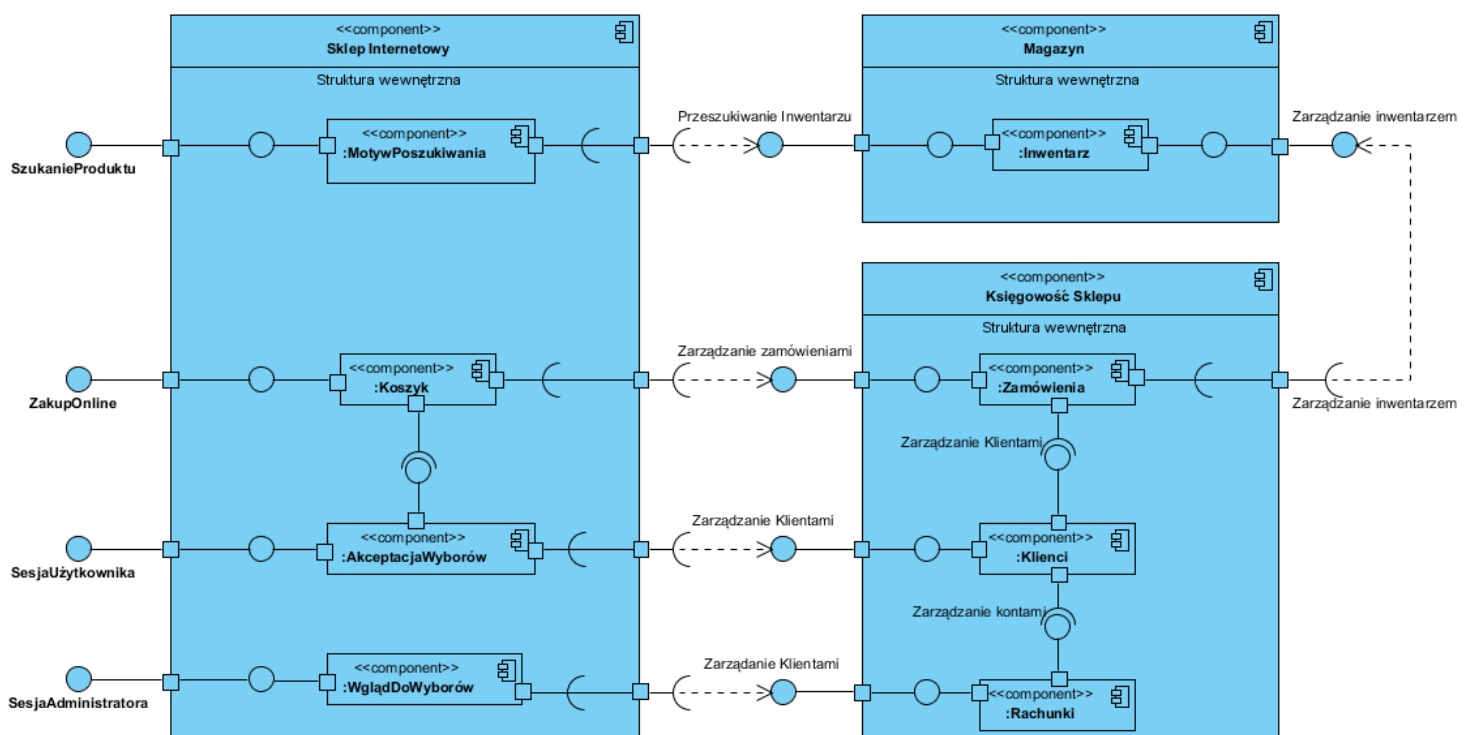 <<component>>
Sklep Internetowy
Struktura wewnętrzna
<<component>>
Magazyn
Struktura wewnętrzna
SzukanieProduktu
<<component>>
:MotywPoszukiwania
Przeszukiwanie Inwentarzu
<<component>>
:Inwentarz
Zarządzanie inwentarzem
<<component>>
Księgowość Sklepu
Struktura wewnętrzna
ZakupOnline
<<component>>
:Koszyk
Zarządzanie zamówieniami
<<component>>
:Zamówienia
Zarządzanie inwentarzem
Zarządzanie Klientami
SesjaUżytkownika
<<component>>
:AkceptacjaWyborów
Zarządzanie Klientami
<<component>>
:Klienci
Zarządzanie kontami
SesjaAdministratora
<<component>>
:WglądDoWyborów
Zarządanie Klientami
<<component>>
:Rachunki